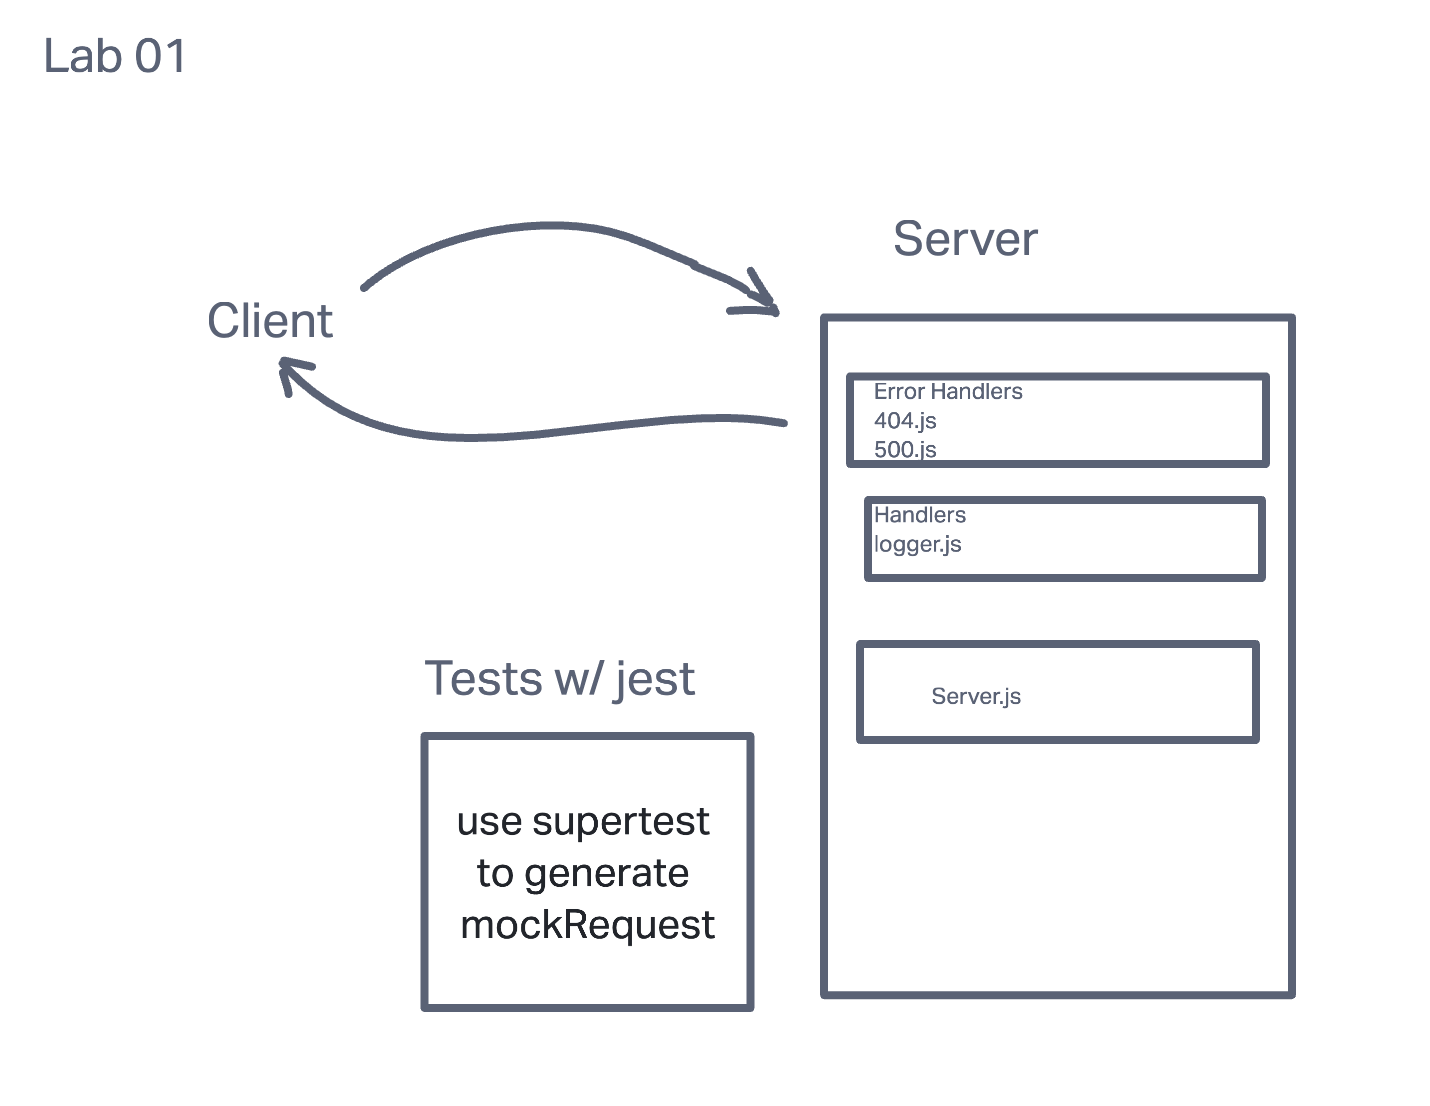 Lab 01
Server
Client
Error Handlers
404.js
500.js
Handlers
logger.js
Server.js
Tests w/ jest
use supertest
to generate
mockRequest